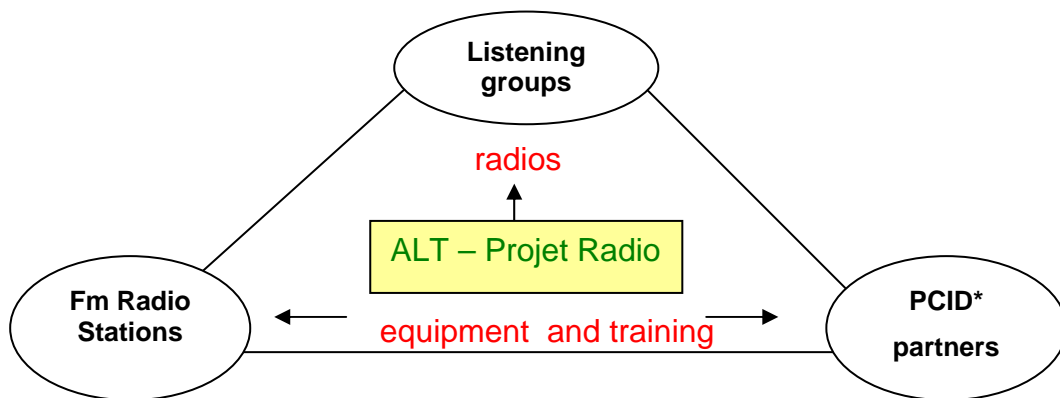 Listening
groups
radios
ALT – Projet Radio
Fm Radio
Stations
equipment  and training
PCID*
partners